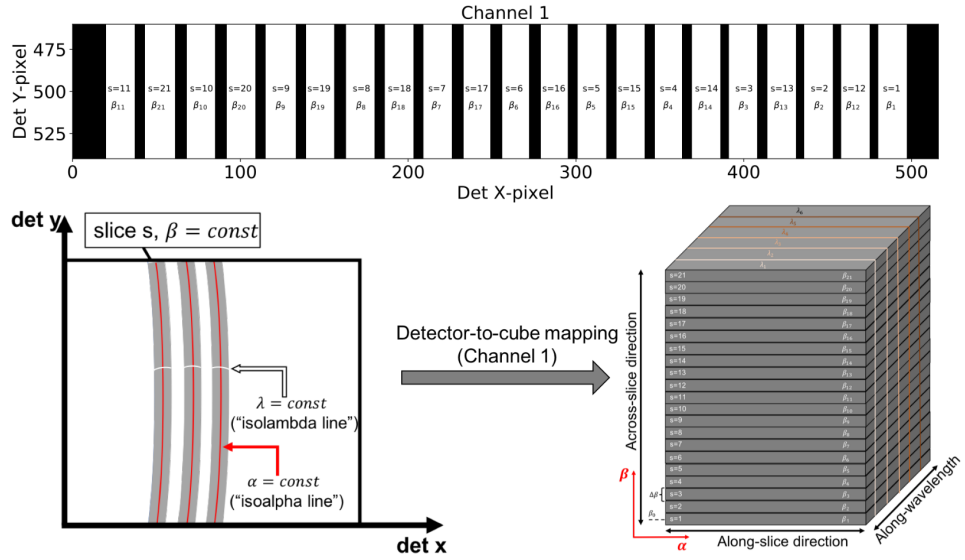 Channel 1
Det Y-pixel
475
500
525
s=11 s=21 s=10 s=20 s=9 s=19 s=8 s=18 s=7 s=17 s=6 s=16 s=5 s=15 s=4 s=14 s=3 s=13 s=2 s=12 s=1
β₁₁ β₂₁ β₁₀ β₂₀ β₉ β₁₉ β₈ β₁₈ β₇ β₁₇ β₆ β₁₆ β₅ β₁₅ β₄ β₁₄ β₃ β₁₃ β₂ β₁₂ β₁
0 100 200 300 400 500
Det X-pixel
det y
slice s, β = const
λ = const
("isolambda line")
α = const
("isoalpha line")
det x
Detector-to-cube mapping
(Channel 1)
Across-slice direction
λ₁
s=21 β₂₁
s=20 β₂₀
s=19 β₁₉
s=18 β₁₈
s=17 β₁₇
s=16 β₁₆
s=15 β₁₅
s=14 β₁₄
s=13 β₁₃
s=12 β₁₂
s=11 β₁₁
s=10 β₁₀
s=9 β₉
s=8 β₈
s=7 β₇
s=6 β₆
s=5 β₅
s=4 β₄
Δβ s=3 β₃
s=2 β₂
s=1
β
α
Along-slice direction
Along-wavelength